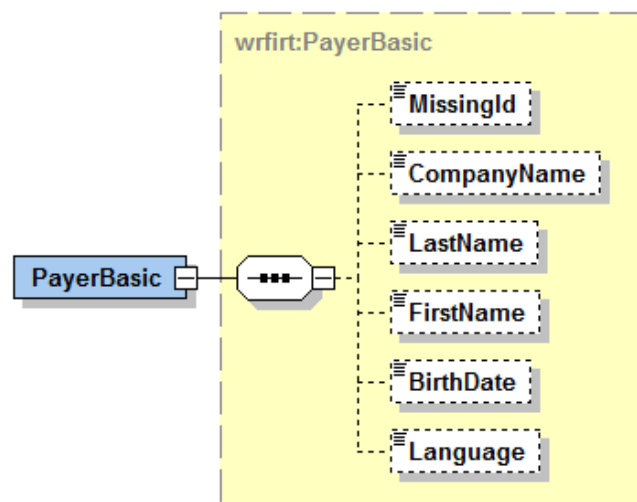 wrfirt:PayerBasic
MissingId
CompanyName
LastName
PayerBasic
FirstName
BirthDate
Language